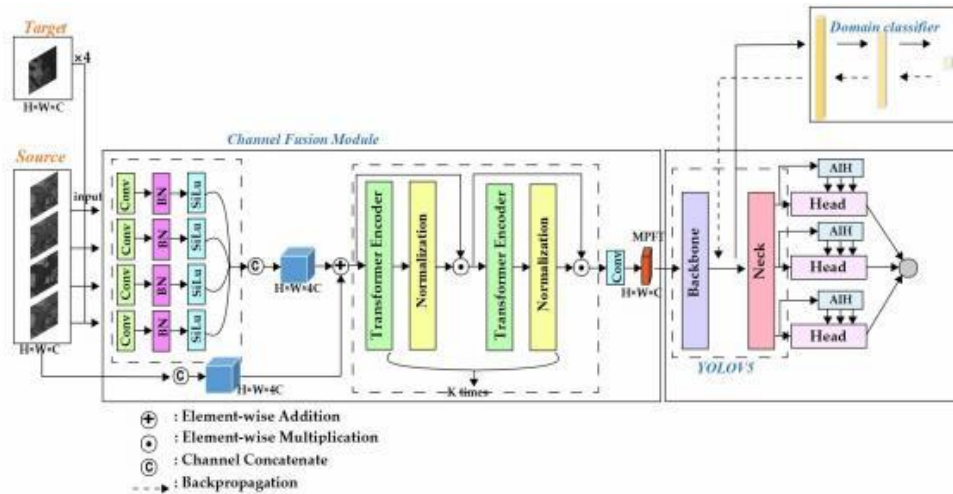 Target
×4
H×W×C
Domain classifier
Channel Fusion Module
Source
input
H×W×C
Conv
BN
SiLu
Conv
BN
SiLu
Conv
BN
SiLu
Conv
BN
SiLu
C
H×W×4C
C
H×W×4C
Transformer Encoder
Normalization
Transformer Encoder
Normalization
K times
Conv
MPFT
H×W×C
Backbone
Neck
YOLOV5
AIH
Head
AIH
Head
AIH
Head
: Element-wise Addition
: Element-wise Multiplication
C : Channel Concatenate
: Backpropagation